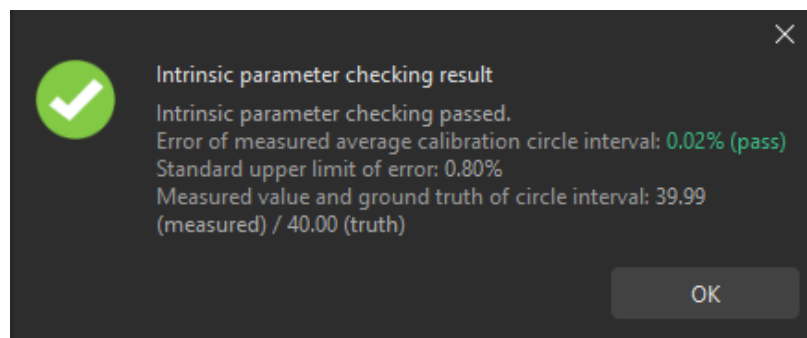 Intrinsic parameter checking result
Intrinsic parameter checking passed.
Error of measured average calibration circle interval: 0.02% (pass)
Standard upper limit of error: 0.80%
Measured value and ground truth of circle interval: 39.99
(measured) / 40.00 (truth)
OK